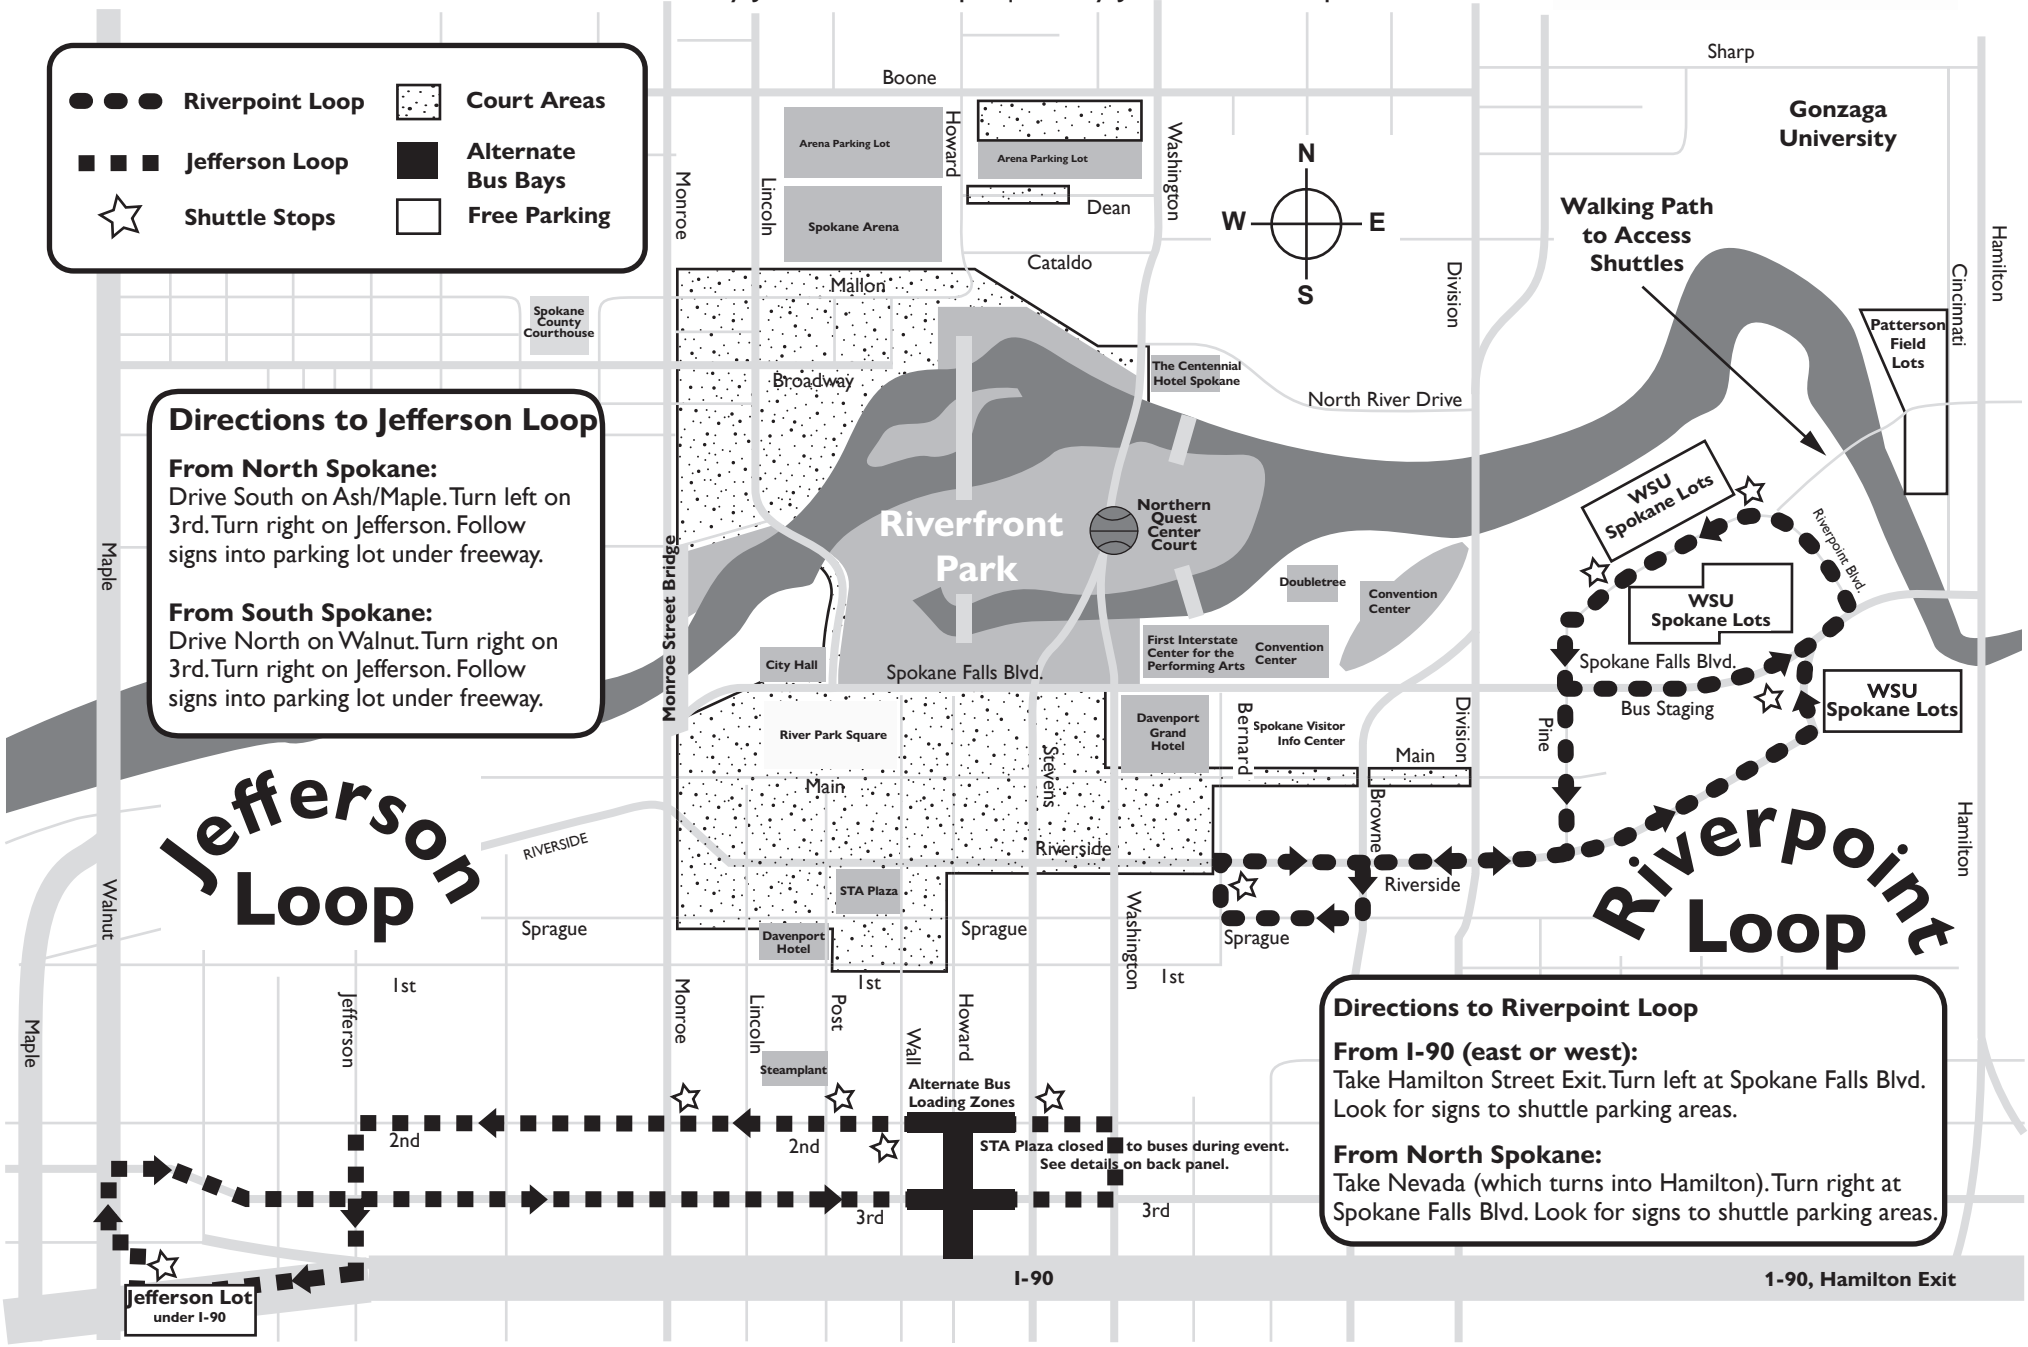 Riverpoint Loop
Court Areas
Jefferson Loop
Alternate
Bus Bays
Shuttle Stops
Free Parking
Sharp
Boone
Gonzaga
University
Howard
Arena Parking Lot
Arena Parking Lot
Washington
N
W
E
S
Monroe
Lincoln
Spokane Arena
Dean
Cataldo
Walking Path
to Access
Shuttles
Division
Hamilton
Cincinnati
Mallon
Spokane
County
Courthouse
Patterson
Field
Lots
The Centennial
Hotel Spokane
Broadway
North River Drive
Directions to Jefferson Loop
From North Spokane:
Drive South on Ash/Maple. Turn left on
3rd. Turn right on Jefferson. Follow
signs into parking lot under freeway.
From South Spokane:
Drive North on Walnut. Turn right on
3rd. Turn right on Jefferson. Follow
signs into parking lot under freeway.
Maple
Monroe Street Bridge
Riverfront
Park
Northern
Quest
Center
Court
WSU
Spokane Lots
Riverpoint Blvd.
Doubletree
Convention
Center
WSU
Spokane Lots
First Interstate
Center for the
Performing Arts
Convention
Center
City Hall
Spokane Falls Blvd.
Spokane Falls Blvd.
Bus Staging
WSU
Spokane Lots
River Park Square
Davenport
Grand
Hotel
Bernard
Spokane Visitor
Info Center
Division
Pine
Main
Stevens
Main
Browne
Jefferson
Loop
RIVERSIDE
Riverside
Riverside
Riverpoint
Loop
Hamilton
STA Plaza
Walnut
Sprague
Davenport
Hotel
Sprague
Washington
Sprague
1st
1st
1st
Maple
Jefferson
Monroe
Lincoln
Post
Wall
Howard
Steamplant
Alternate Bus
Loading Zones
2nd
2nd
STA Plaza closed to buses during event.
See details on back panel.
3rd
3rd
Directions to Riverpoint Loop
From I-90 (east or west):
Take Hamilton Street Exit. Turn left at Spokane Falls Blvd.
Look for signs to shuttle parking areas.
From North Spokane:
Take Nevada (which turns into Hamilton). Turn right at
Spokane Falls Blvd. Look for signs to shuttle parking areas.
Jefferson Lot
under I-90
I-90
1-90, Hamilton Exit